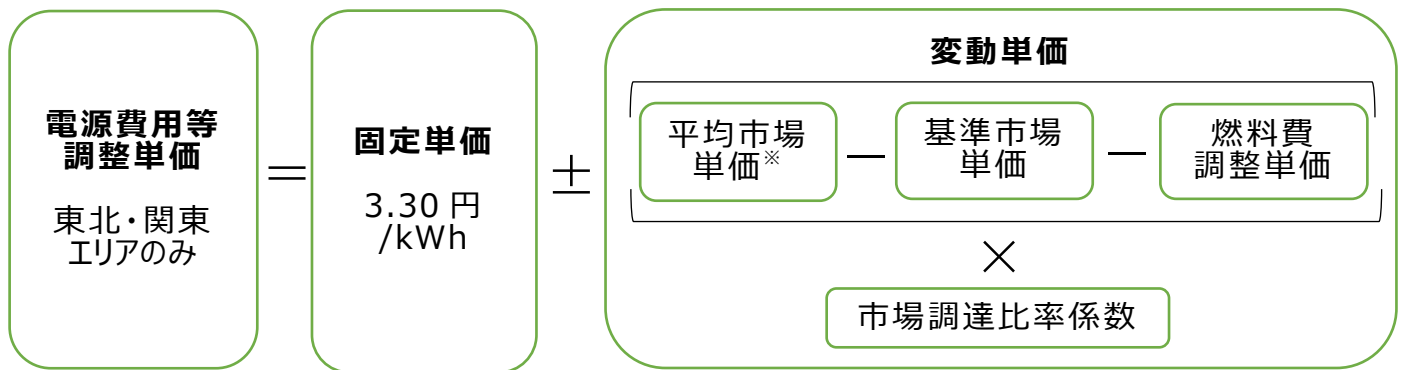 電源費用等
調整単価
東北・関東
エリアのみ
＝
固定単価
3.30 円
/kWh
±
変動単価
平均市場
単価※
－
基準市場
単価
－
燃料費
調整単価
×
市場調達比率係数